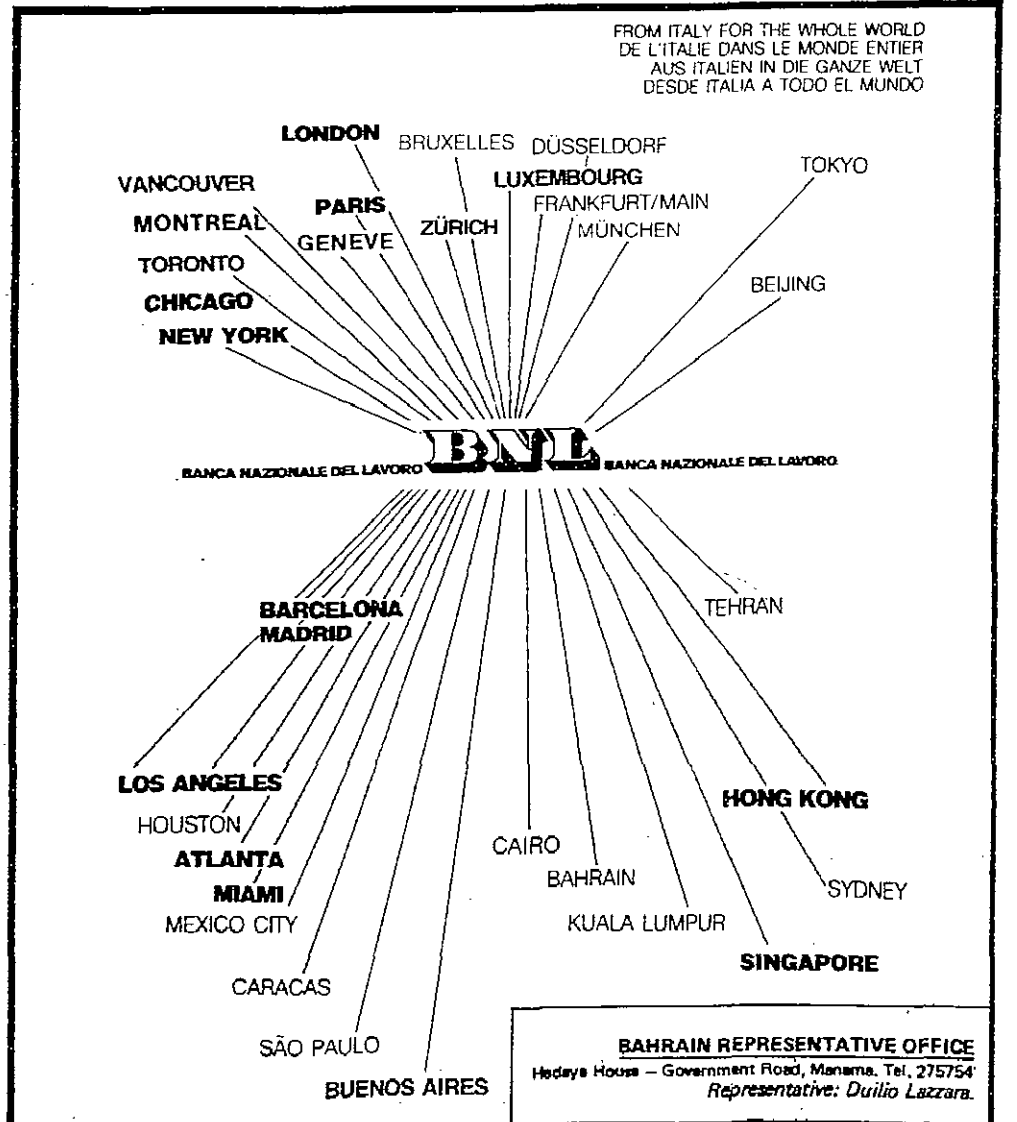 FROM ITALY FOR THE WHOLE WORLD
DE L'ITALIE DANS LE MONDE ENTIER
AUS ITALIEN IN DIE GANZE WELT
DESDE ITALIA A TODO EL MUNDO
LONDON
BRUXELLES
DÜSSELDORF
TOKYO
VANCOUVER
LUXEMBOURG
PARIS
FRANKFURT/MAIN
MONTREAL
ZÜRICH
MÜNCHEN
GENEVE
TORONTO
BEIJING
CHICAGO
NEW YORK
BNL
BANCA NAZIONALE DEL LAVORO
BANCA NAZIONALE DEL LAVORO
BARCELONA
TEHRAN
MADRID
LOS ANGELES
HONG KONG
HOUSTON
CAIRO
ATLANTA
BAHRAIN
MIAMI
SYDNEY
MEXICO CITY
KUALA LUMPUR
SINGAPORE
CARACAS
SÃO PAULO
BUENOS AIRES
BAHRAIN REPRESENTATIVE OFFICE
Hedaya House – Government Road, Manama. Tel. 275754
Representative: Duilio Lazzara.